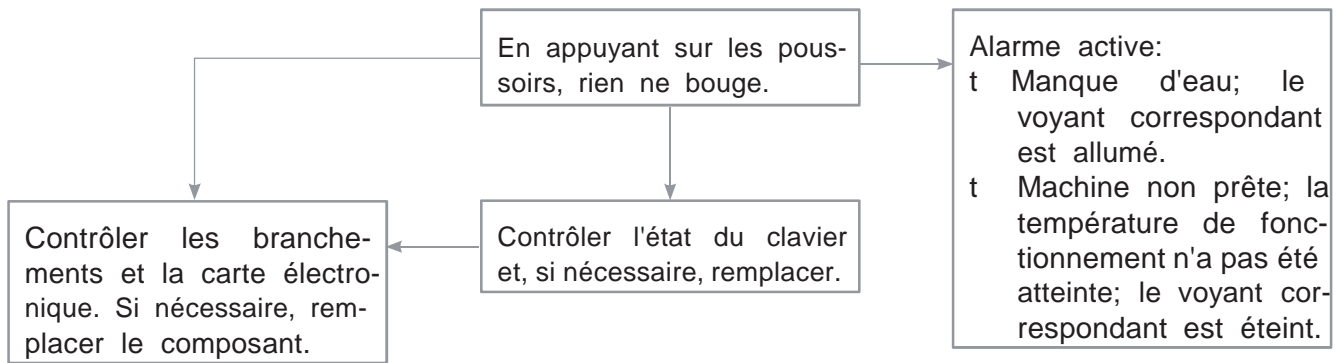 En appuyant sur les pous-
soirs, rien ne bouge.
Alarme active:
t Manque d'eau; le
voyant correspondant
est allumé.
t Machine non prête; la
température de fonc-
tionnement n'a pas été
atteinte; le voyant cor-
respondant est éteint.
Contrôler les branche-
ments et la carte électro-
nique. Si nécessaire, rem-
placer le composant.
Contrôler l'état du clavier
et, si nécessaire, remplacer.